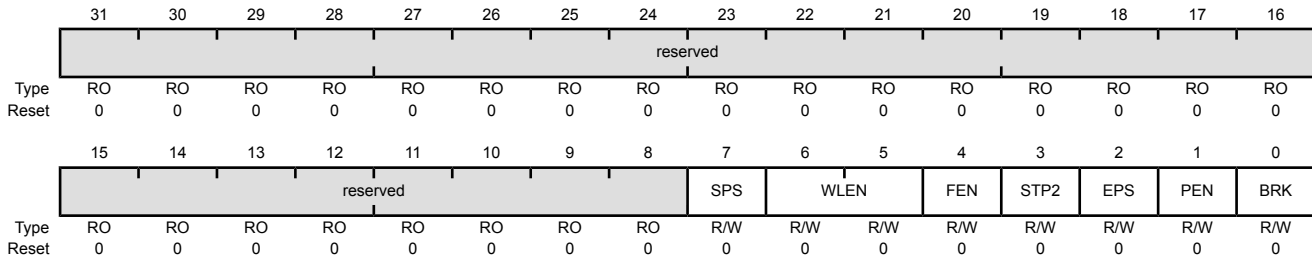 31 30 29 28 27 26 25 24 23 22 21 20 19 18 17 16
reserved
Type RO RO RO RO RO RO RO RO RO RO RO RO RO RO RO RO
Reset 0 0 0 0 0 0 0 0 0 0 0 0 0 0 0 0
15 14 13 12 11 10 9 8 7 6 5 4 3 2 1 0
reserved SPS WLEN FEN STP2 EPS PEN BRK
Type RO RO RO RO RO RO RO RO R/W R/W R/W R/W R/W R/W R/W R/W
Reset 0 0 0 0 0 0 0 0 0 0 0 0 0 0 0 0